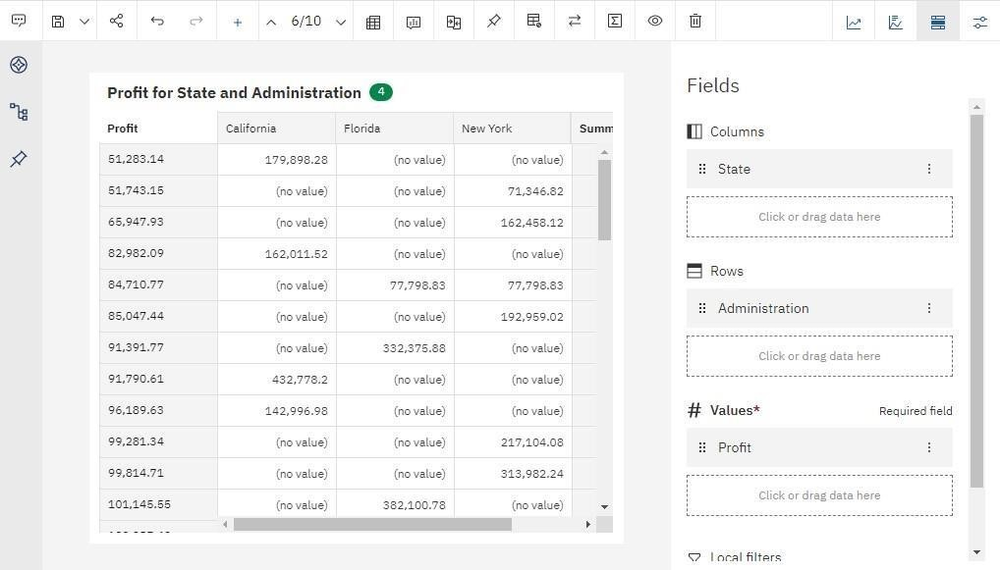 6/10
Profit for State and Administration 4
Profit California Florida New York Summ
51,283.14 179,898.28 (no value) (no value)
51,743.15 (no value) (no value) 71,346.82
65,947.93 (no value) (no value) 162,458.12
82,982.09 162,011.52 (no value) (no value)
84,710.77 (no value) 77,798.83 77,798.83
85,047.44 (no value) (no value) 192,959.02
91,391.77 (no value) 332,375.88 (no value)
91,790.61 432,778.2 (no value) (no value)
96,189.63 142,996.98 (no value) (no value)
99,281.34 (no value) (no value) 217,104.08
99,814.71 (no value) (no value) 313,982.24
101,145.55 (no value) 382,100.78 (no value)
Fields
Columns
State
Click or drag data here
Rows
Administration
Click or drag data here
# Values* Required field
Profit
Click or drag data here
Local filters